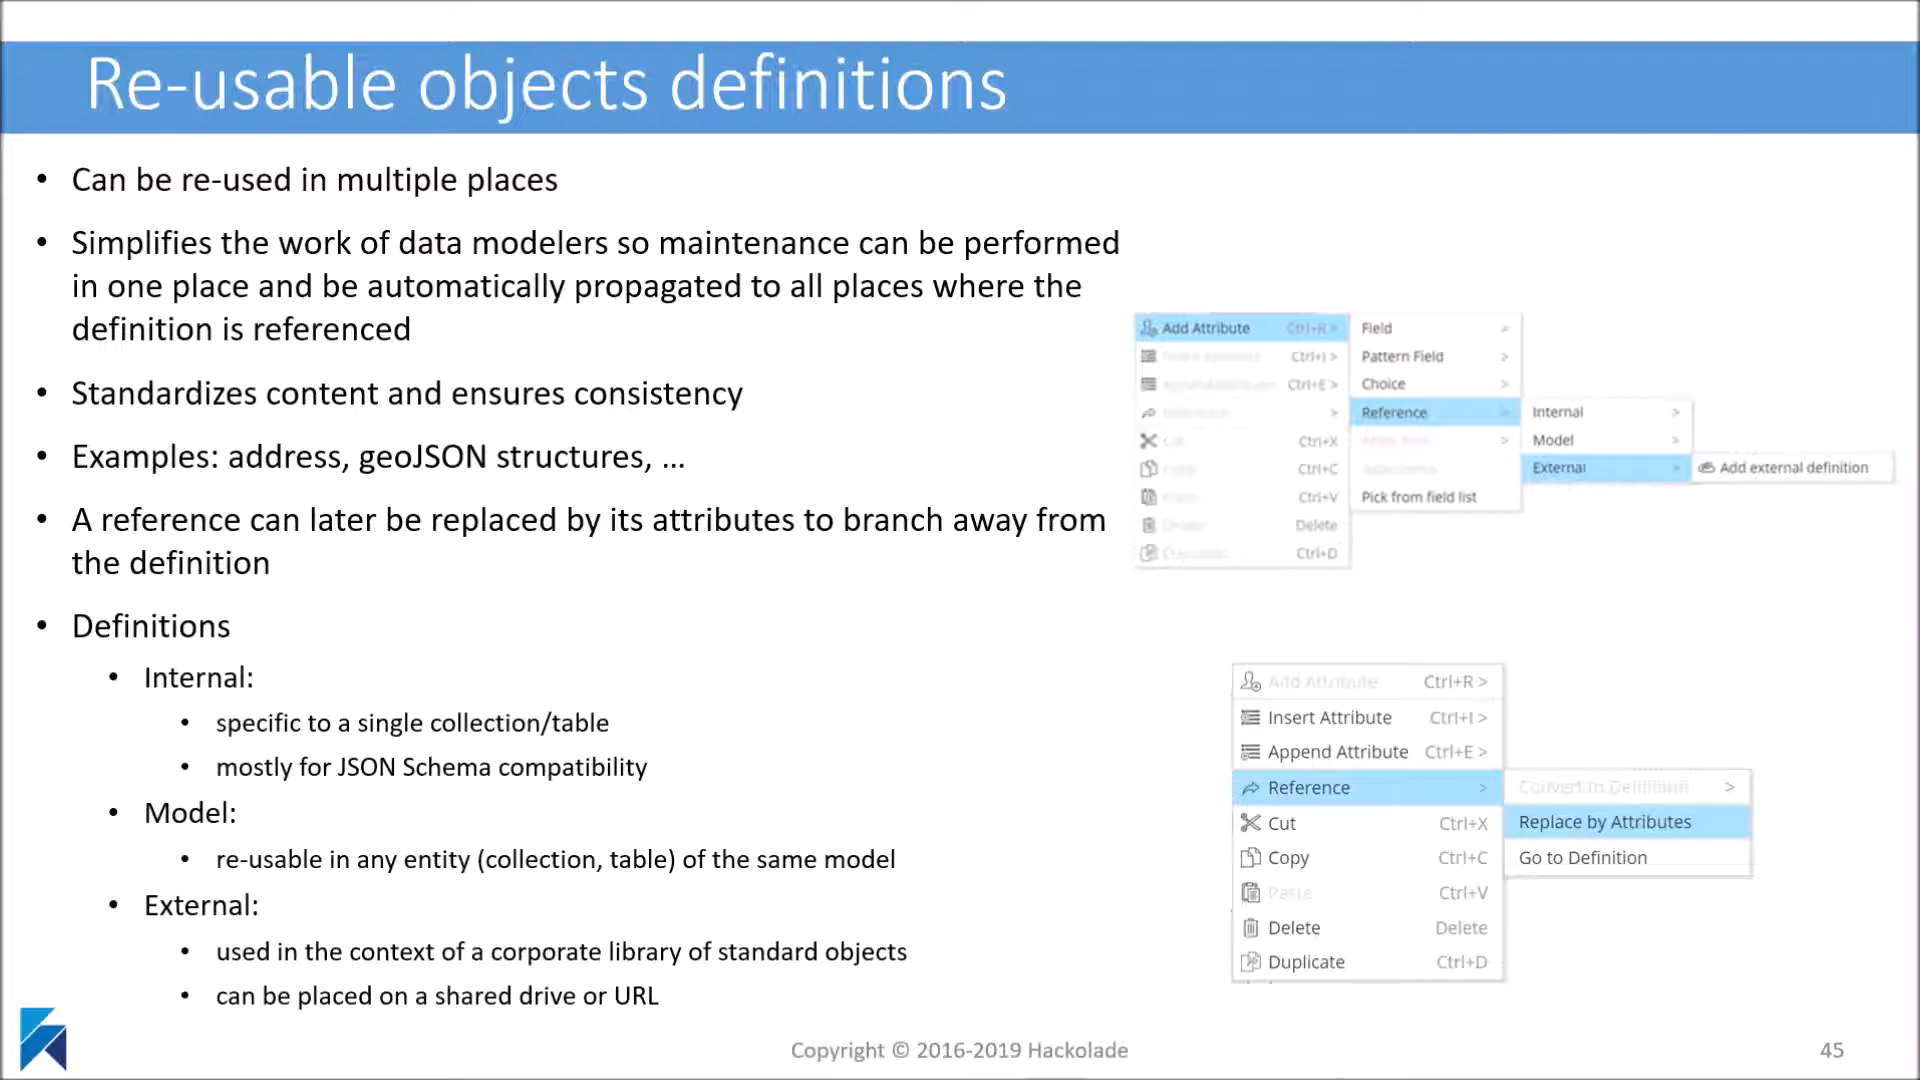 Re-usable objects definitions
• Can be re-used in multiple places
• Simplifies the work of data modelers so maintenance can be performed
in one place and be automatically propagated to all places where the
definition is referenced
• Standardizes content and ensures consistency
• Examples: address, geoJSON structures, ...
• A reference can later be replaced by its attributes to branch away from
the definition
• Definitions
• Internal:
• specific to a single collection/table
• mostly for JSON Schema compatibility
• Model:
• re-usable in any entity (collection, table) of the same model
• External:
• used in the context of a corporate library of standard objects
• can be placed on a shared drive or URL
Add Attribute Ctrl+R >
Ctrl+I >
Ctrl+E >
>
Ctrl+X
Ctrl+C
Ctrl+V
Delete
Ctrl+D
Field >
Pattern Field >
Choice >
Reference >
>
Pick from field list
Internal >
Model >
External >
Add external definition
Add Attribute Ctrl+R >
Insert Attribute Ctrl+I >
Append Attribute Ctrl+E >
Reference >
Cut Ctrl+X
Copy Ctrl+C
Paste Ctrl+V
Delete Delete
Duplicate Ctrl+D
Convert to Definition >
Replace by Attributes
Go to Definition
Copyright © 2016-2019 Hackolade
45